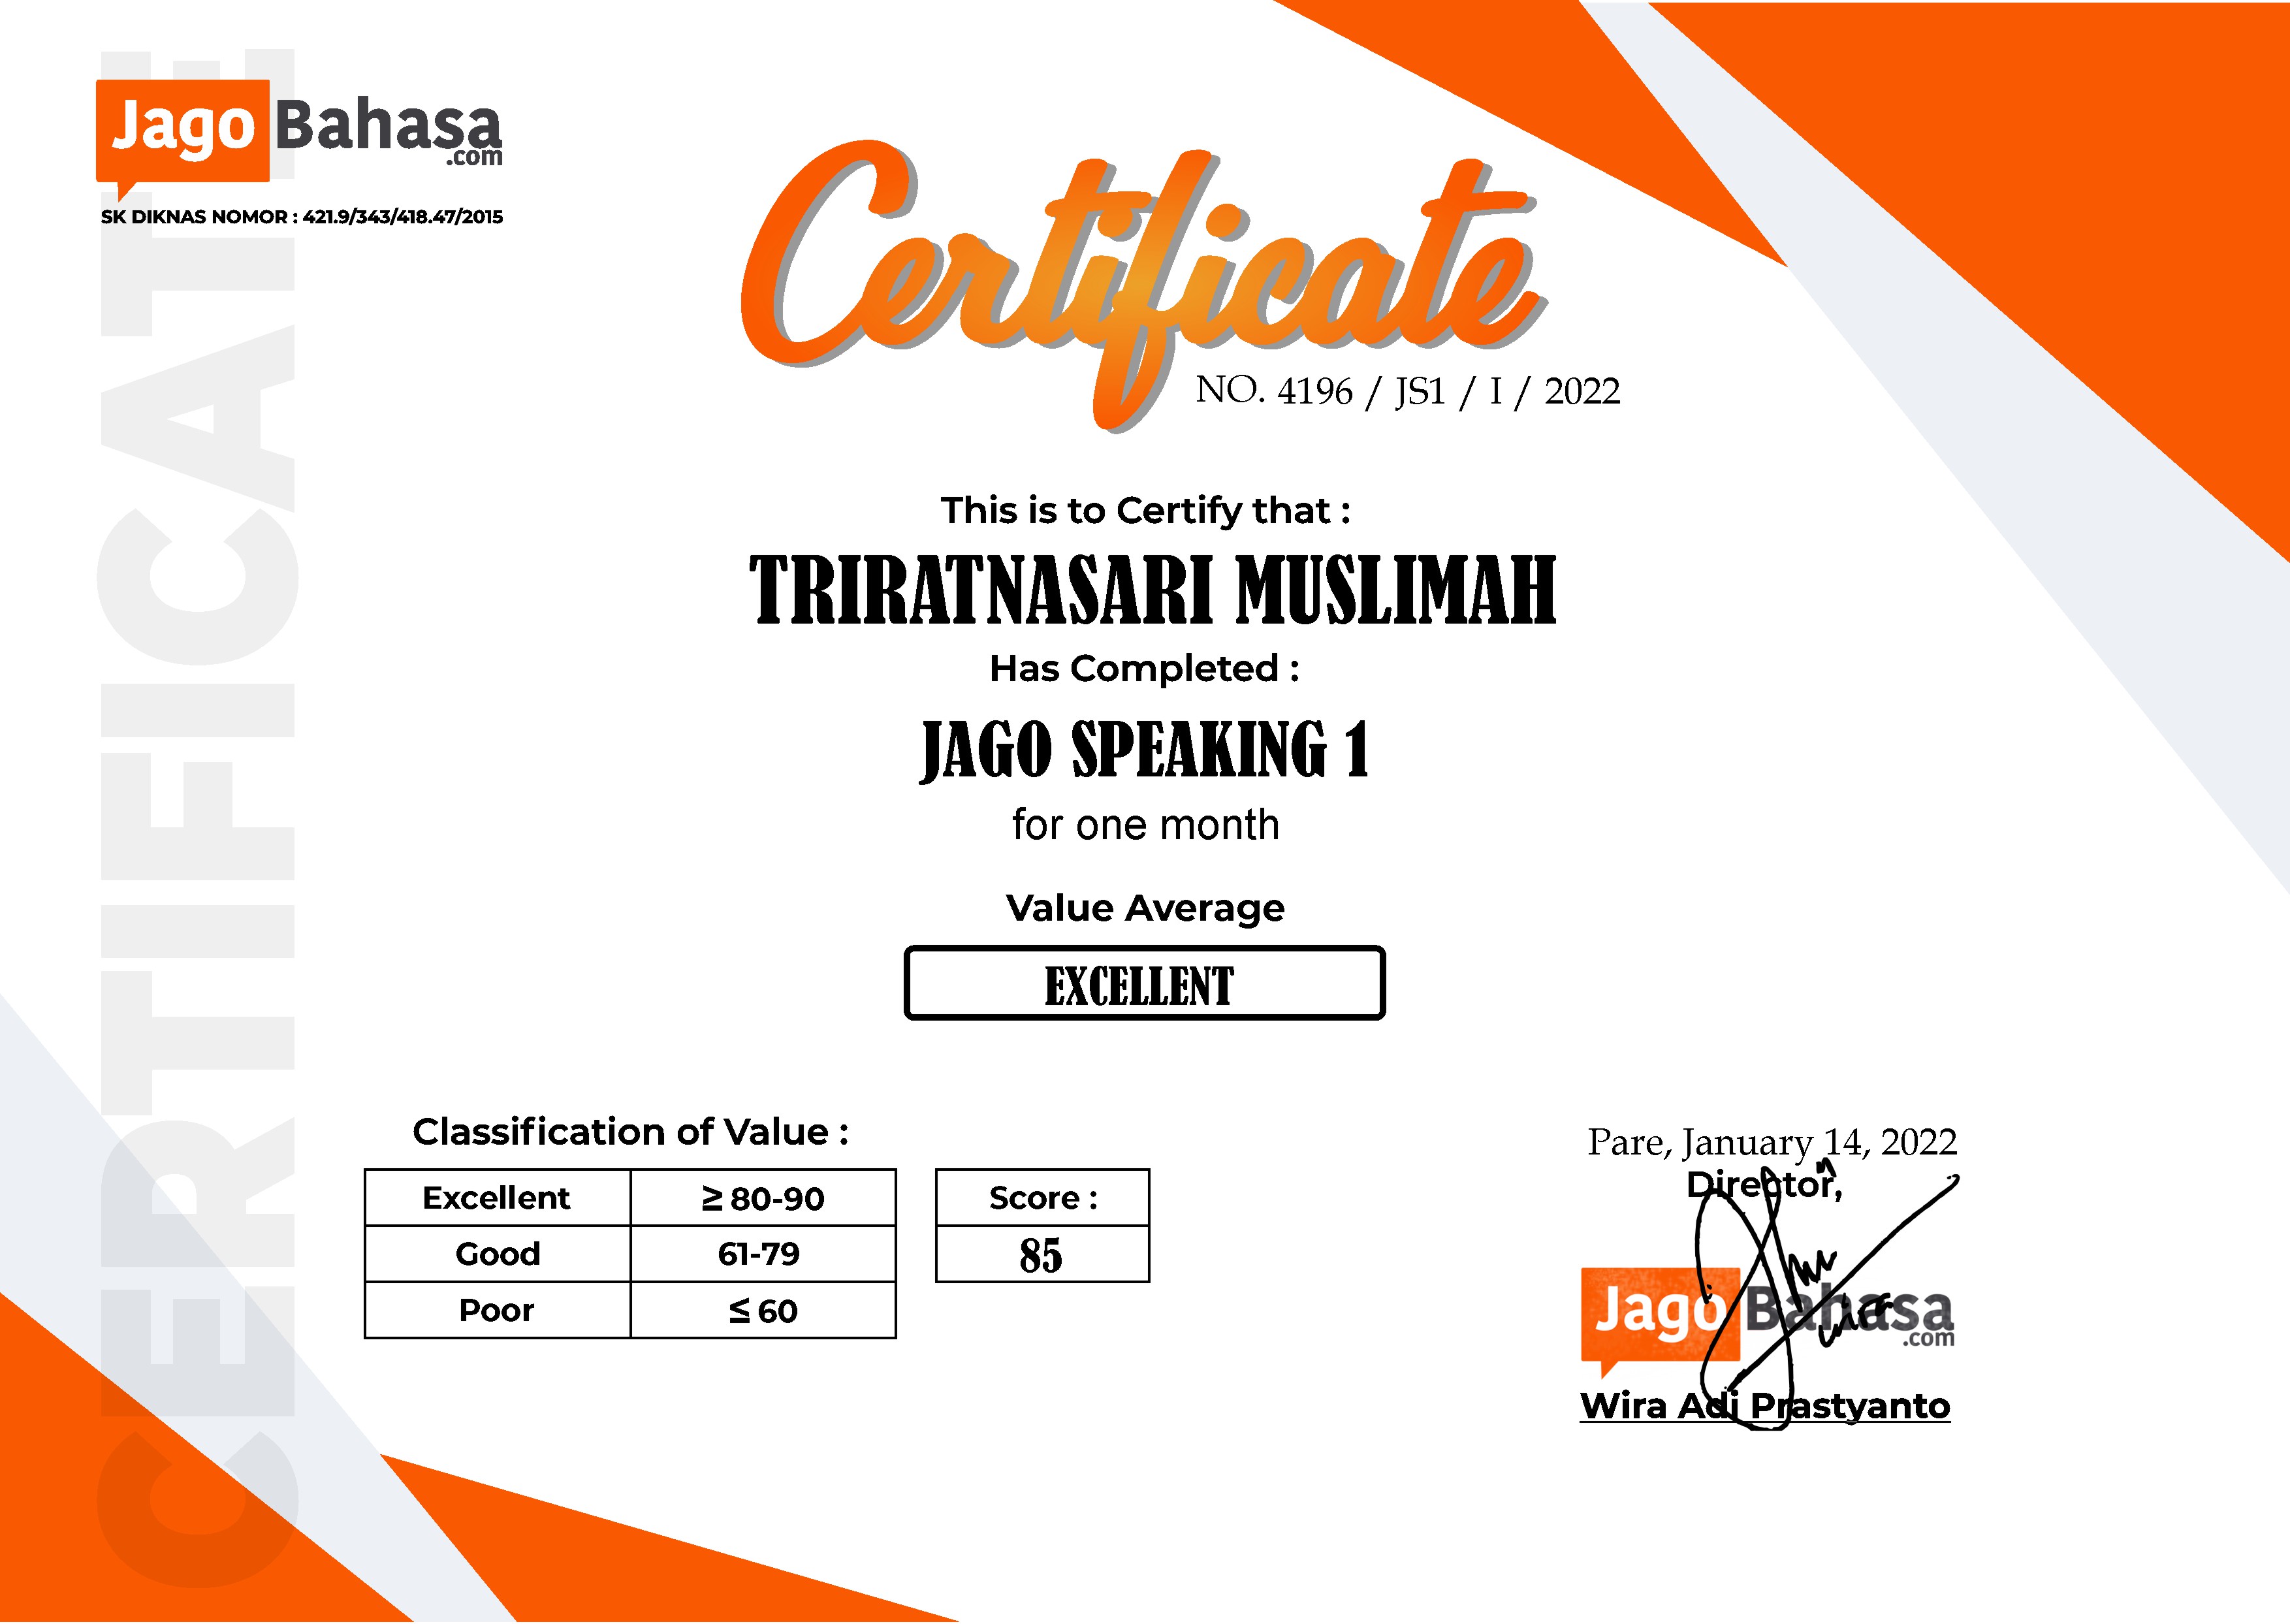 CERTIFICATE
Jago Bahasa
.com
SK DIKNAS NOMOR : 421.9/343/418.47/2015
Certificate
NO. 4196 / JS1 / I / 2022
This is to Certify that :
TRIRATNASARI MUSLIMAH
Has Completed :
JAGO SPEAKING 1
for one month
Value Average
EXCELLENT
Classification of Value :
Excellent ≥ 80-90
Good 61-79
Poor ≤ 60
Score :
85
Pare, January 14, 2022
Director,
Jago Bahasa
.com
Wira Adi Prastyanto